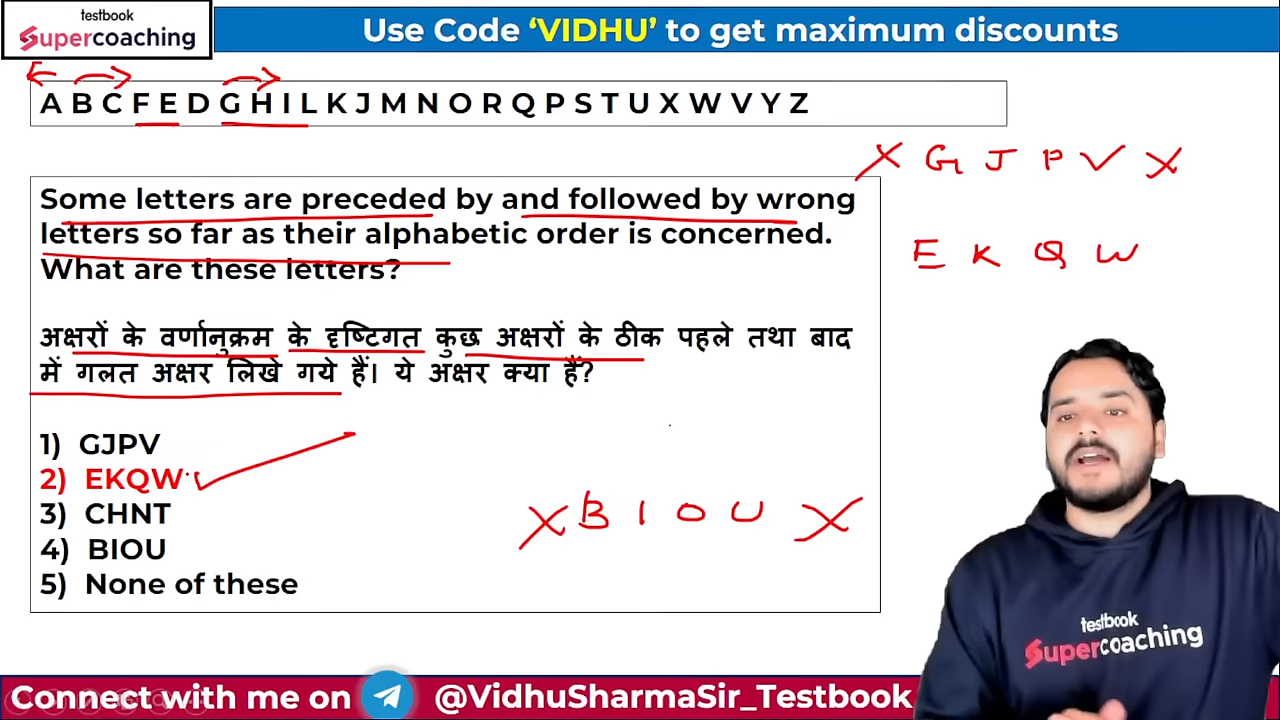 testbook
Supercoaching
Use Code ‘VIDHU’ to get maximum discounts
A B C F E D G H I L K J M N O R Q P S T U X W V Y Z
X G J P V X
Some letters are preceded by and followed by wrong
letters so far as their alphabetic order is concerned.
What are these letters?
E K Q W
अक्षरों के वर्णानुक्रम के दृष्टिगत कुछ अक्षरों के ठीक पहले तथा बाद
में गलत अक्षर लिखे गये हैं। ये अक्षर क्या हैं?
1) GJPV
2) EKQW
3) CHNT
4) BIOU
5) None of these
X B I O U X
testbook
Supercoaching
Connect with me on @VidhuSharmaSir_Testbook